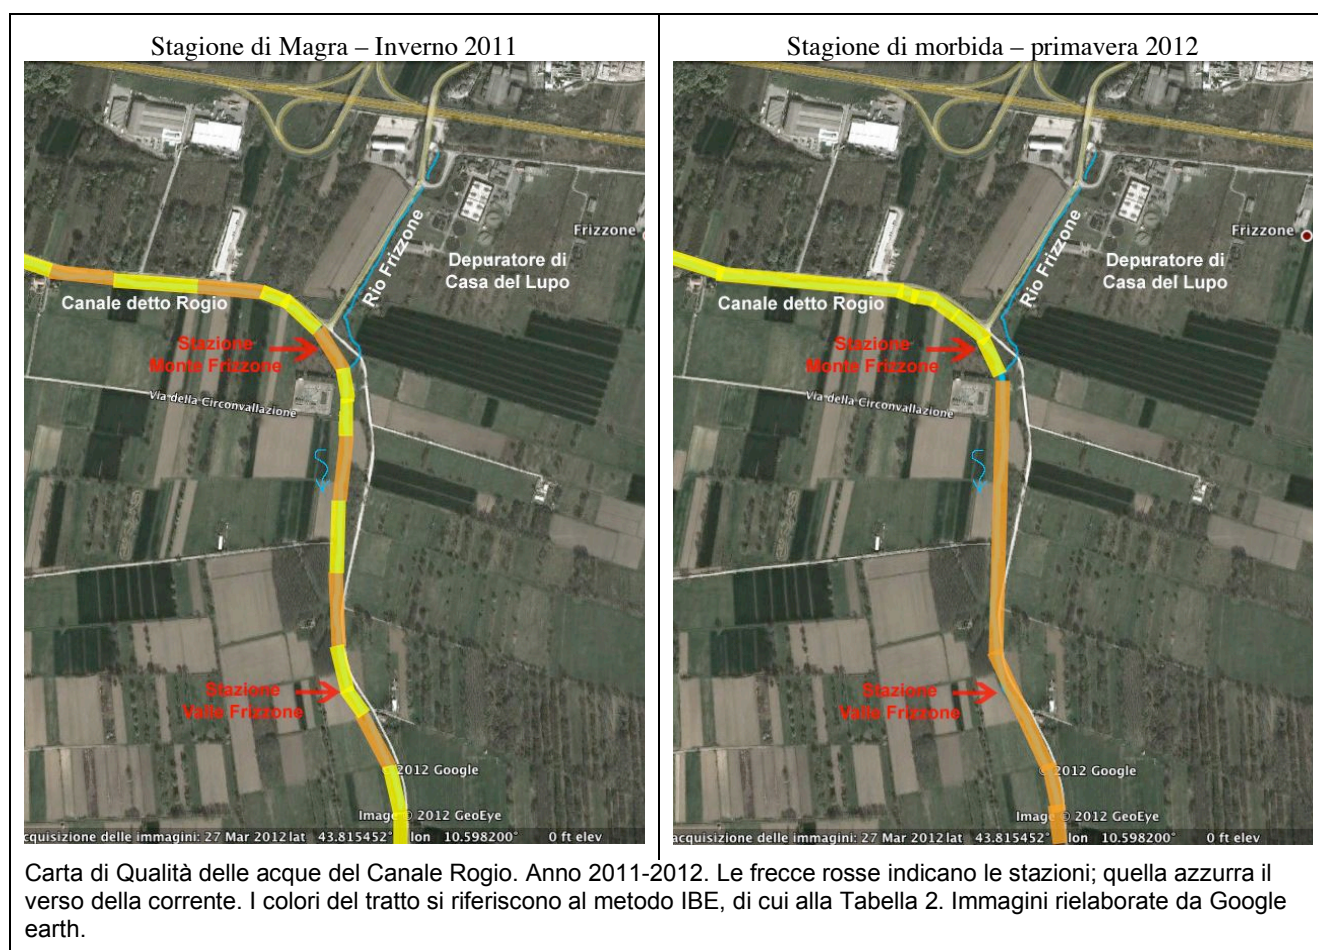 Stagione di Magra – Inverno 2011
Frizzone
Rio Frizzone
Depuratore di
Casa del Lupo
Canale detto Rogio
Stazione
Monte Frizzone
Via della Circonvallazione
Stazione
Valle Frizzone
© 2012 Google
Image © 2012 GeoEye
cquisizione delle immagini: 27 Mar 2012 lat 43.815452° lon 10.598200° 0 ft elev
Stagione di morbida – primavera 2012
Frizzone
Rio Frizzone
Depuratore di
Casa del Lupo
Canale detto Rogio
Stazione
Monte Frizzone
Via della Circonvallazione
Stazione
Valle Frizzone
© 2012 Google
Image © 2012 GeoEye
acquisizione delle immagini: 27 Mar 2012 lat 43.815452° lon 10.598200° 0 ft elev
Carta di Qualità delle acque del Canale Rogio. Anno 2011-2012. Le frecce rosse indicano le stazioni; quella azzurra il
verso della corrente. I colori del tratto si riferiscono al metodo IBE, di cui alla Tabella 2. Immagini rielaborate da Google
earth.